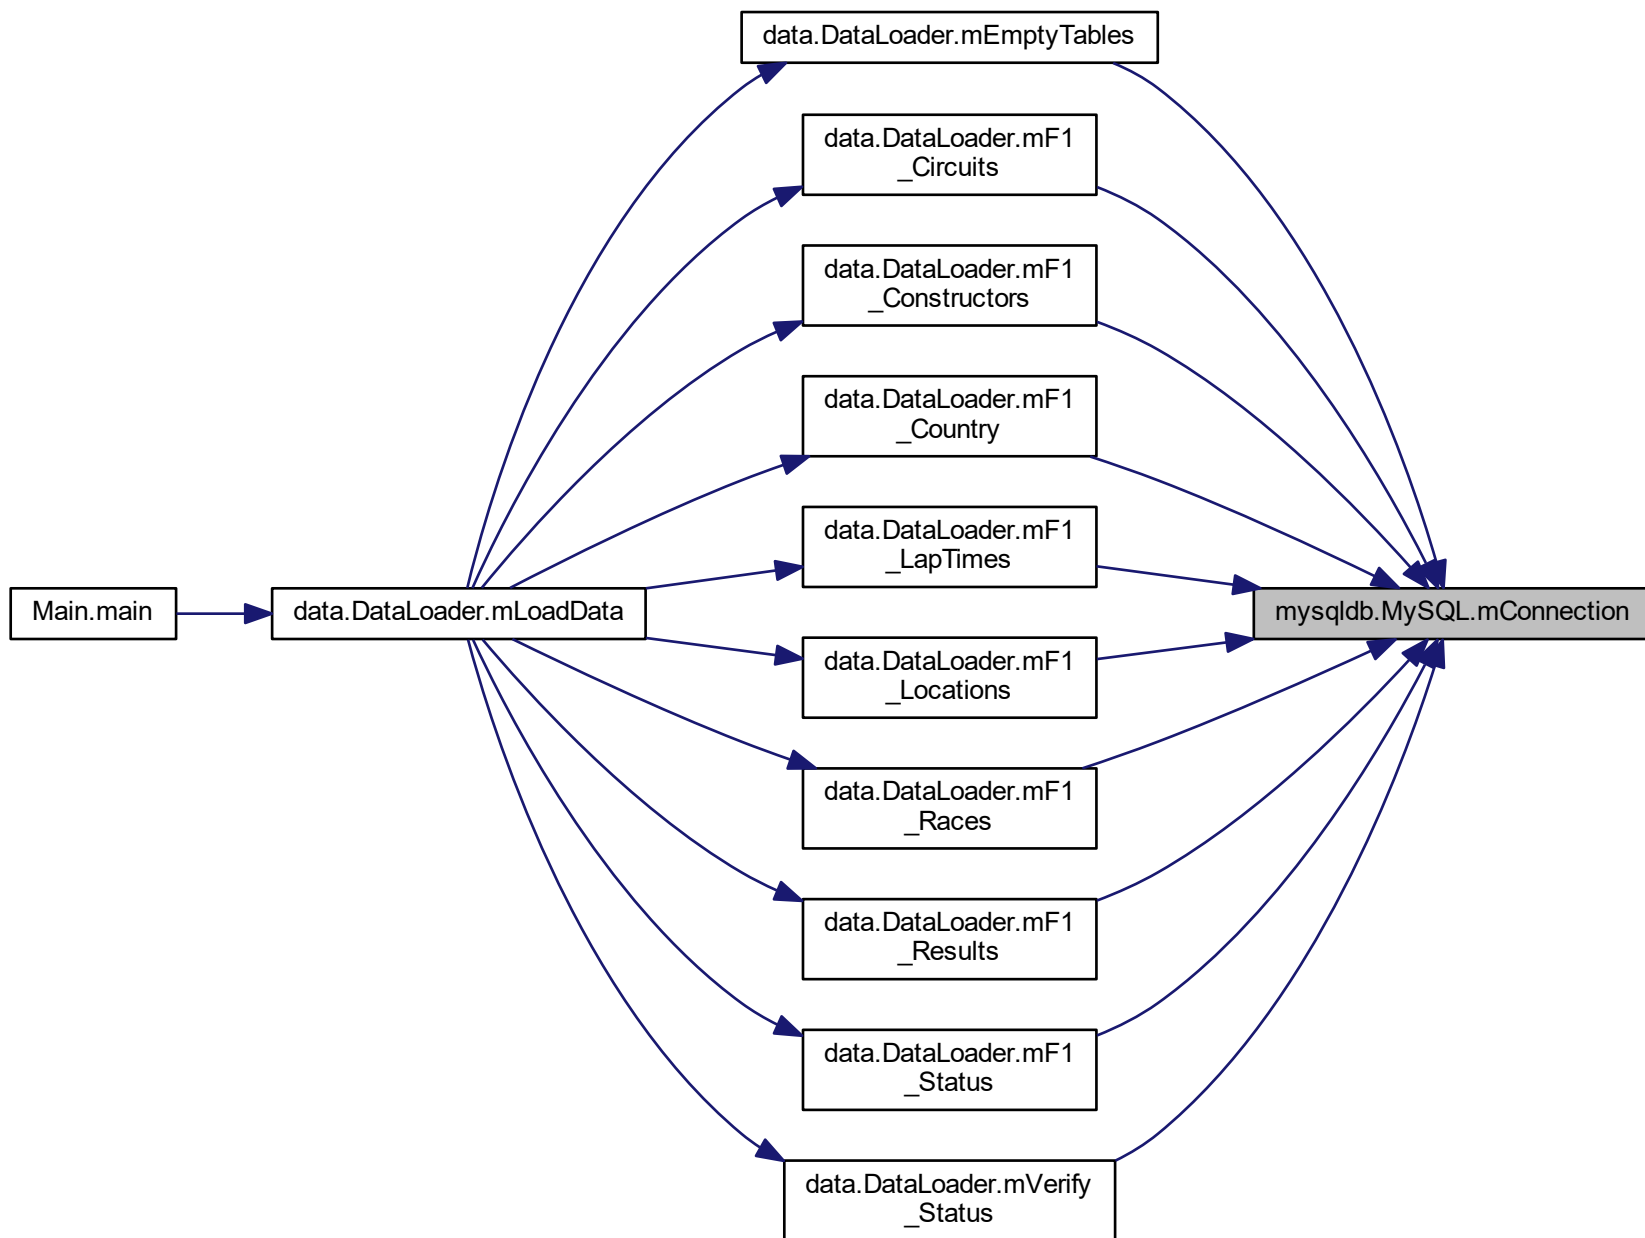 data.DataLoader.mEmptyTables
data.DataLoader.mF1
_Circuits
data.DataLoader.mF1
_Constructors
data.DataLoader.mF1
_Country
data.DataLoader.mF1
_LapTimes
Main.main
data.DataLoader.mLoadData
mysqldb.MySQL.mConnection
data.DataLoader.mF1
_Locations
data.DataLoader.mF1
_Races
data.DataLoader.mF1
_Results
data.DataLoader.mF1
_Status
data.DataLoader.mVerify
_Status